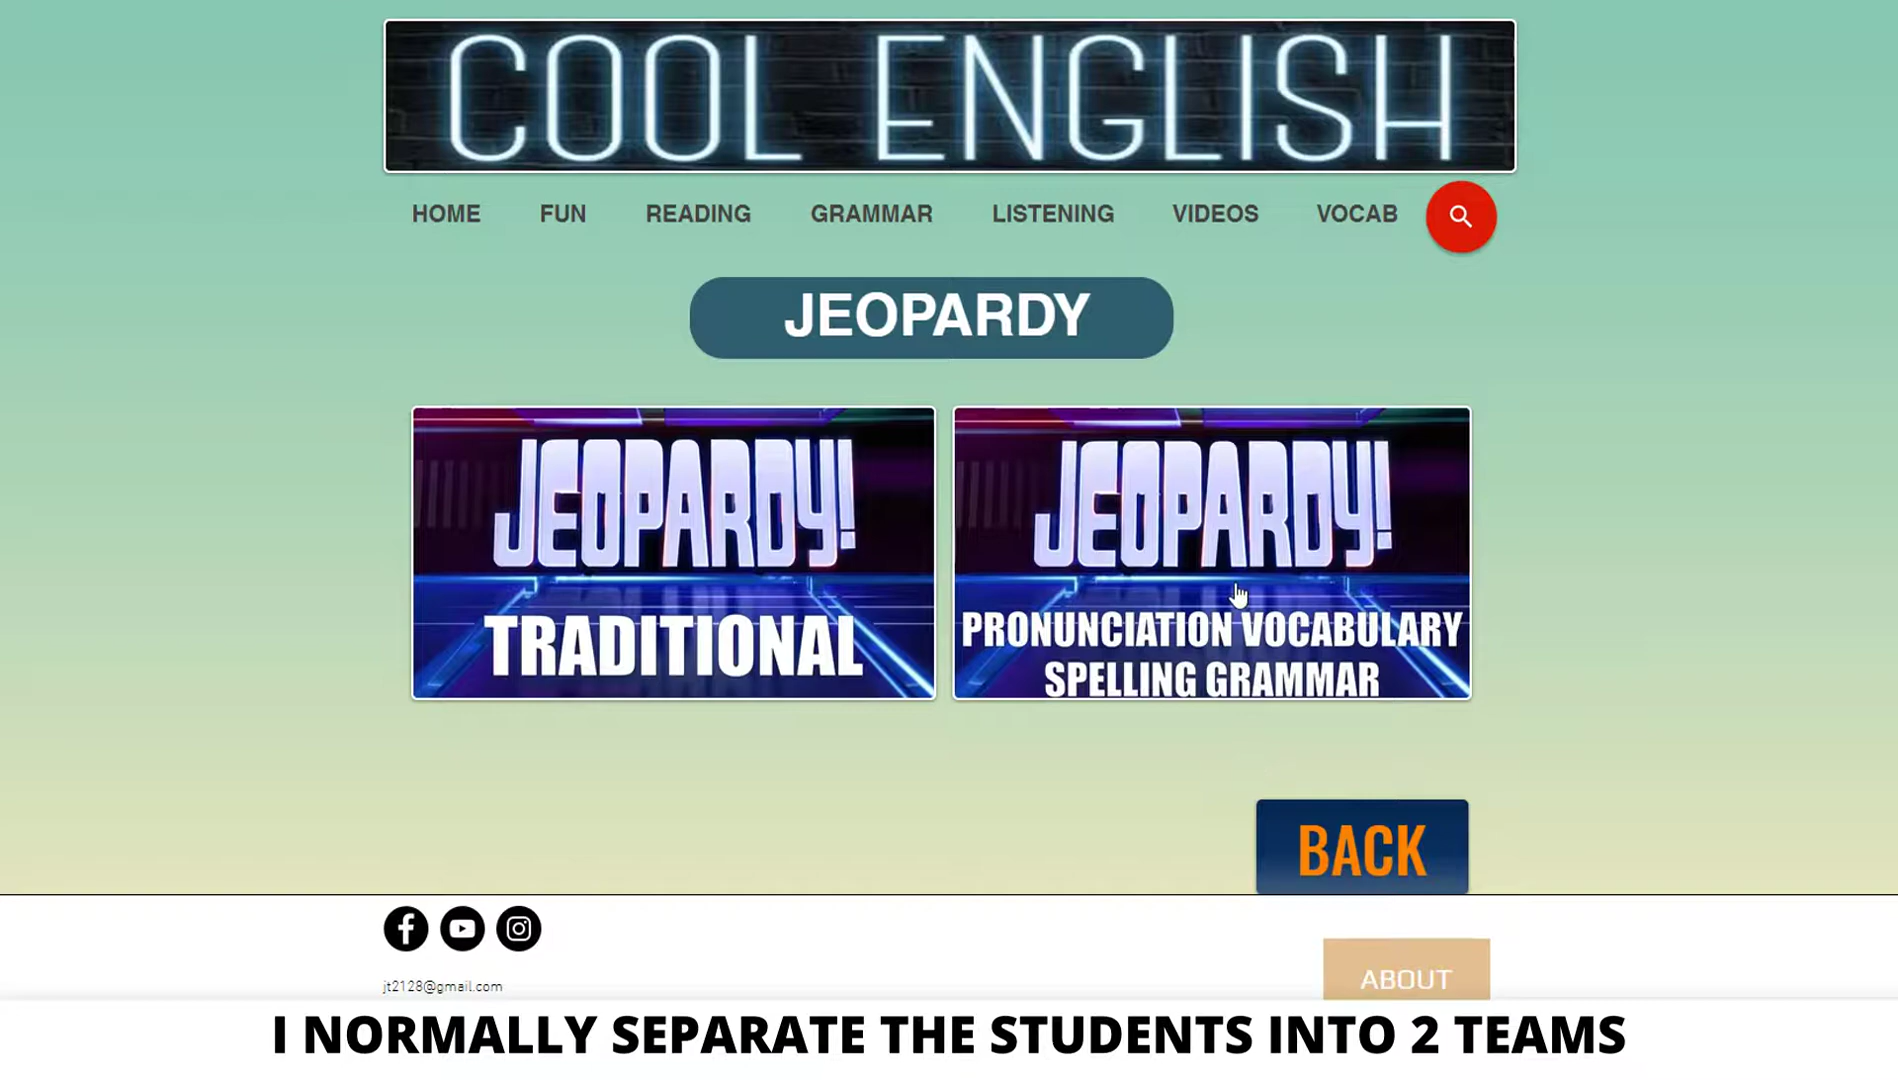 COOL ENGLISH
HOME FUN READING GRAMMAR LISTENING VIDEOS VOCAB
JEOPARDY
JEOPARDY!
TRADITIONAL
JEOPARDY!
PRONUNCIATION VOCABULARY
SPELLING GRAMMAR
BACK
jt2128@gmail.com
ABOUT
I NORMALLY SEPARATE THE STUDENTS INTO 2 TEAMS